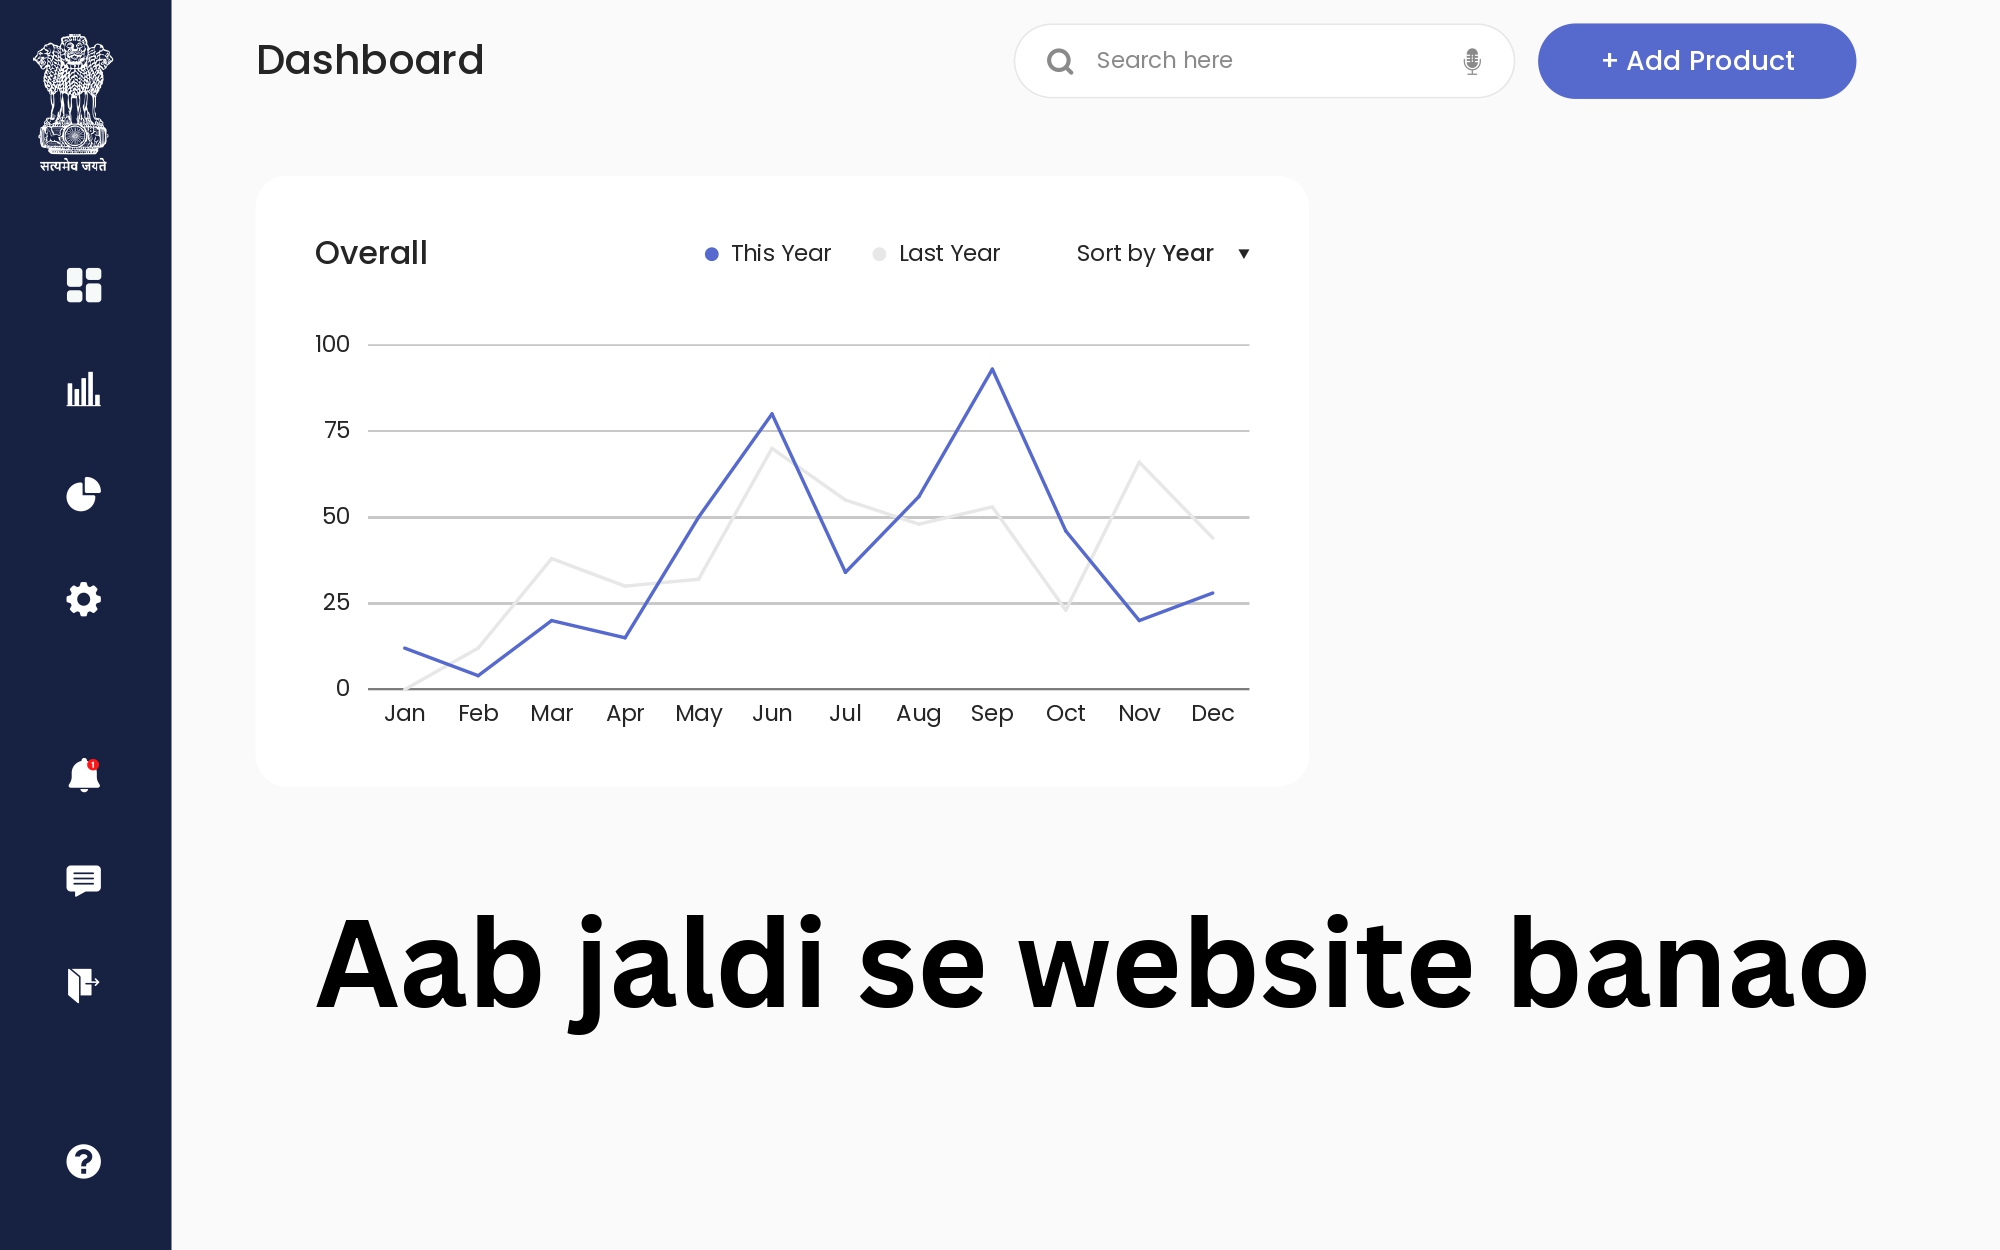 सत्यमेव जयते
Dashboard
Search here
+ Add Product
Overall
This Year
Last Year
Sort by Year ▼
100
75
50
25
0
Jan Feb Mar Apr May Jun Jul Aug Sep Oct Nov Dec
1
Aab jaldi se website banao
?